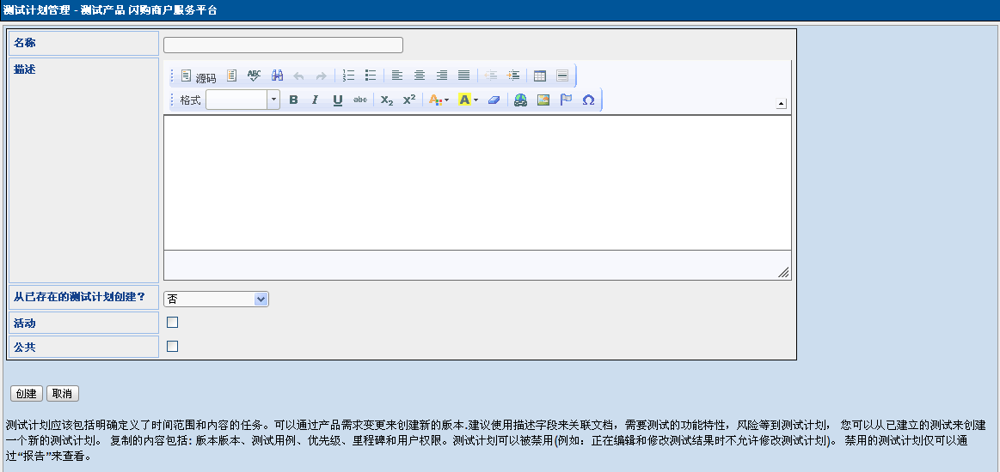 测试计划管理 - 测试产品 闪购商户服务平台
名称
描述
源码
ABC
格式
B I U abc X₂ X² A A Ω
从已存在的测试计划创建？
否
活动
公共
创建 取消
测试计划应该包括明确定义了时间范围和内容的任务。可以通过产品需求变更来创建新的版本.建议使用描述字段来关联文档，需要测试的功能特性，风险等到测试计划， 您可以从已建立的测试来创建
一个新的测试计划。 复制的内容包括: 版本版本、测试用例、优先级、里程碑和用户权限。测试计划可以被禁用(例如：正在编辑和修改测试结果时不允许修改测试计划)。 禁用的测试计划仅可以通
过“报告”来查看。